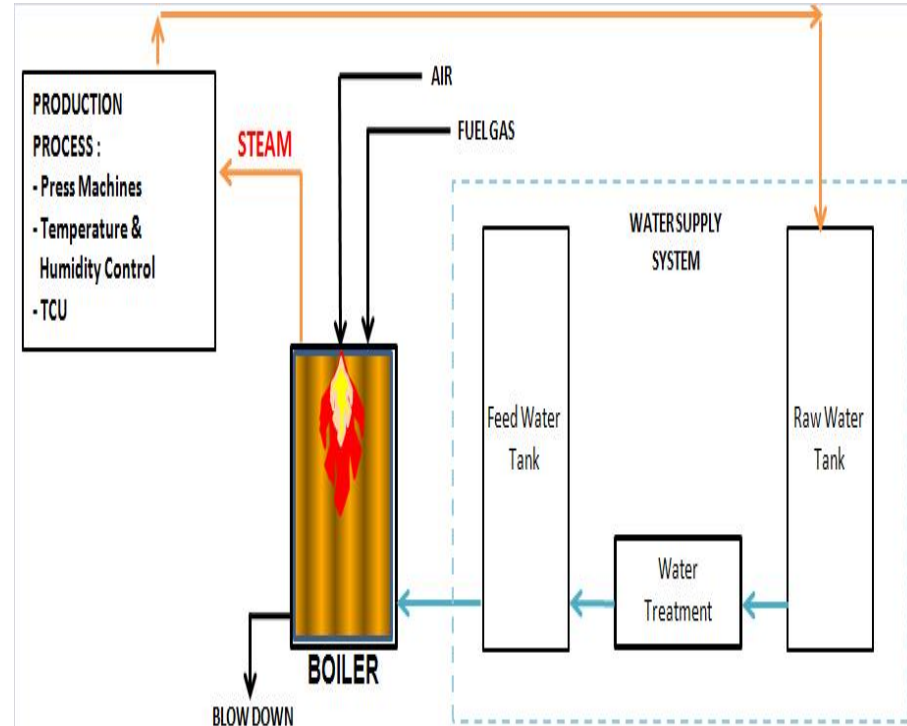 PRODUCTION
PROCESS :
- Press Machines
- Temperature &
Humidity Control
- TCU
STEAM
AIR
FUEL GAS
WATER SUPPLY
SYSTEM
Feed Water
Tank
Raw Water
Tank
Water
Treatment
BOILER
BLOW DOWN